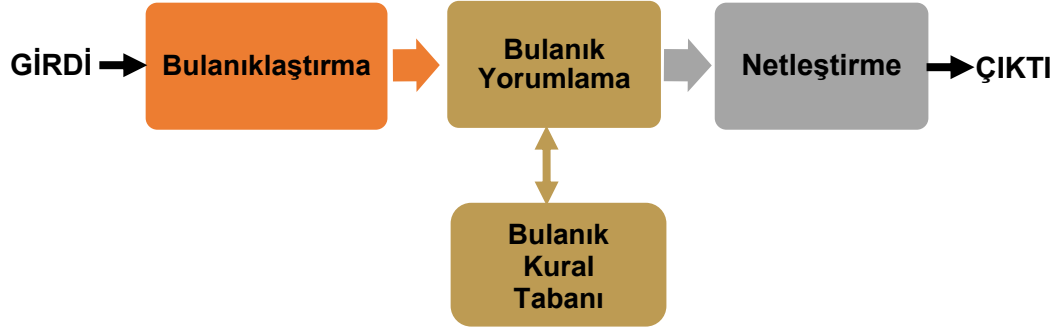 GİRDİ
Bulanıklaştırma
Bulanık
Yorumlama
Netleştirme
ÇIKTI
Bulanık
Kural
Tabanı